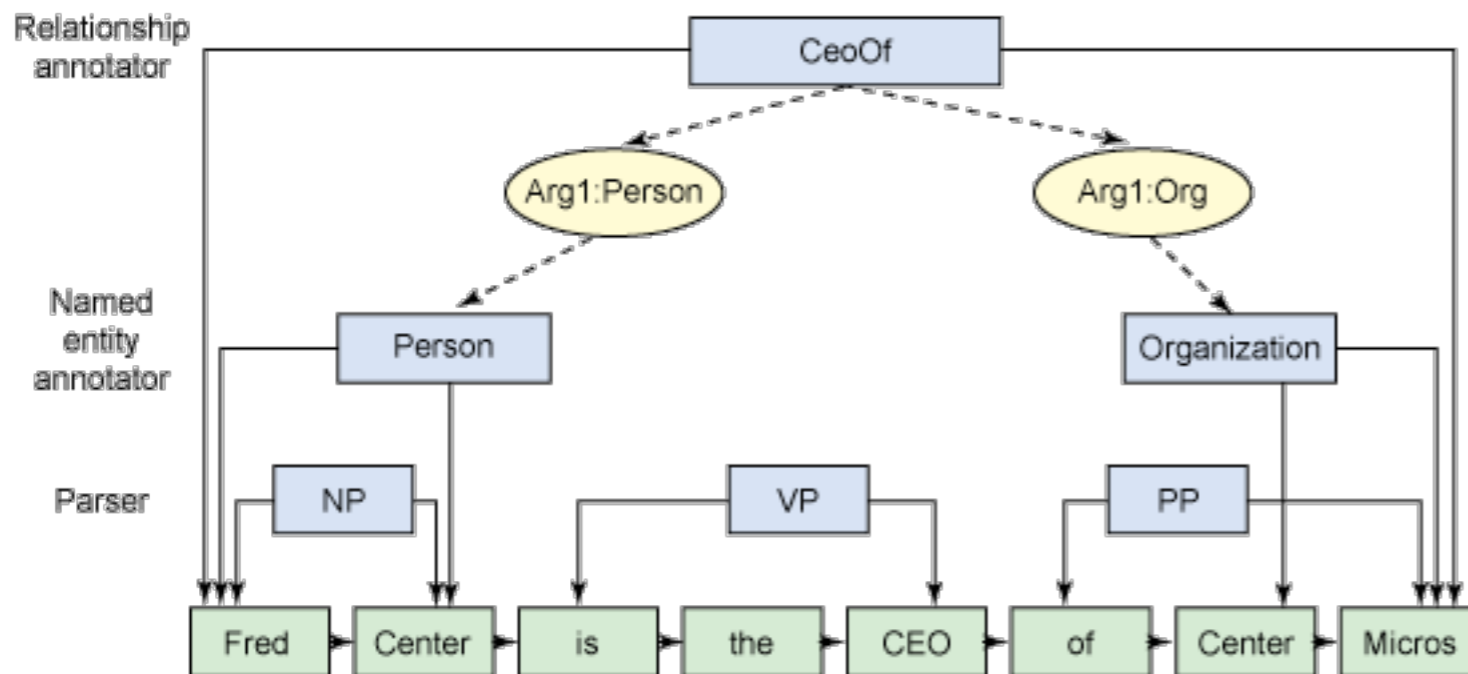 Relationship
annotator
CeoOf
Arg1:Person
Arg1:Org
Named
entity
annotator
Person
Organization
Parser
NP
VP
PP
Fred
Center
is
the
CEO
of
Center
Micros